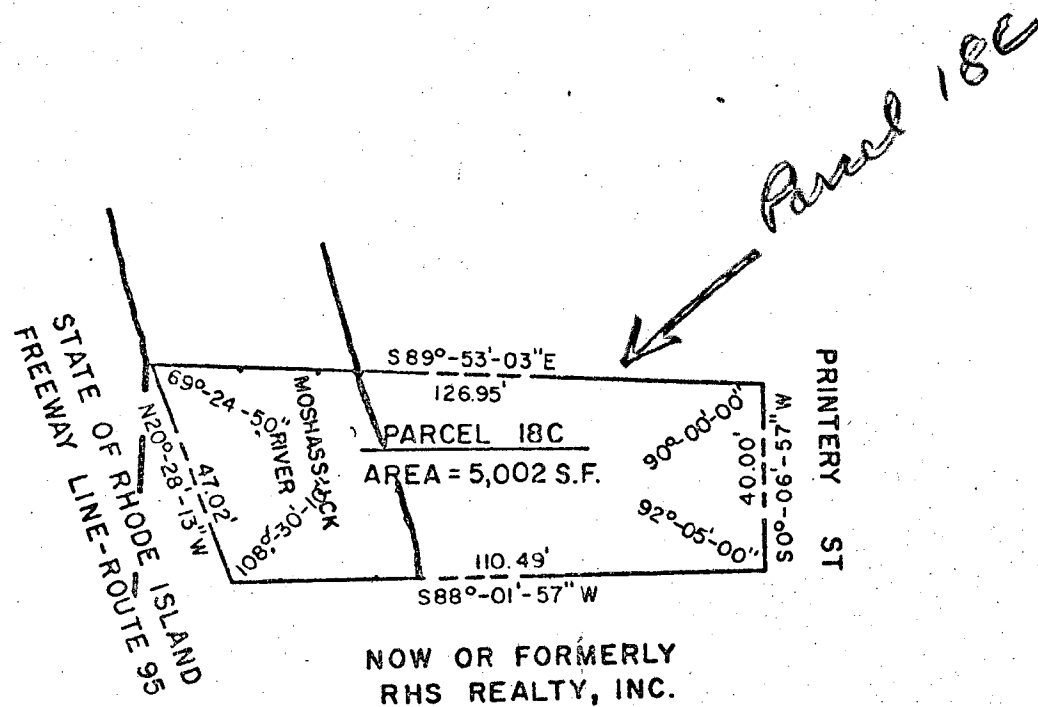 Parcel 18C
S89°-53'-03"E
126.95'
PRINTERY ST
STATE OF RHODE ISLAND
FREEWAY LINE-ROUTE 95
N20°-28'-13"W
47.02'
69°-24'-50"
MOSHASSUCK
RIVER
PARCEL 18C
AREA = 5,002 S.F.
90°-00'-00"
40.00'
S0°-06'-57"W
92°-05'-00"
108°-30'-10"
110.49'
S88°-01'-57"W
NOW OR FORMERLY
RHS REALTY, INC.